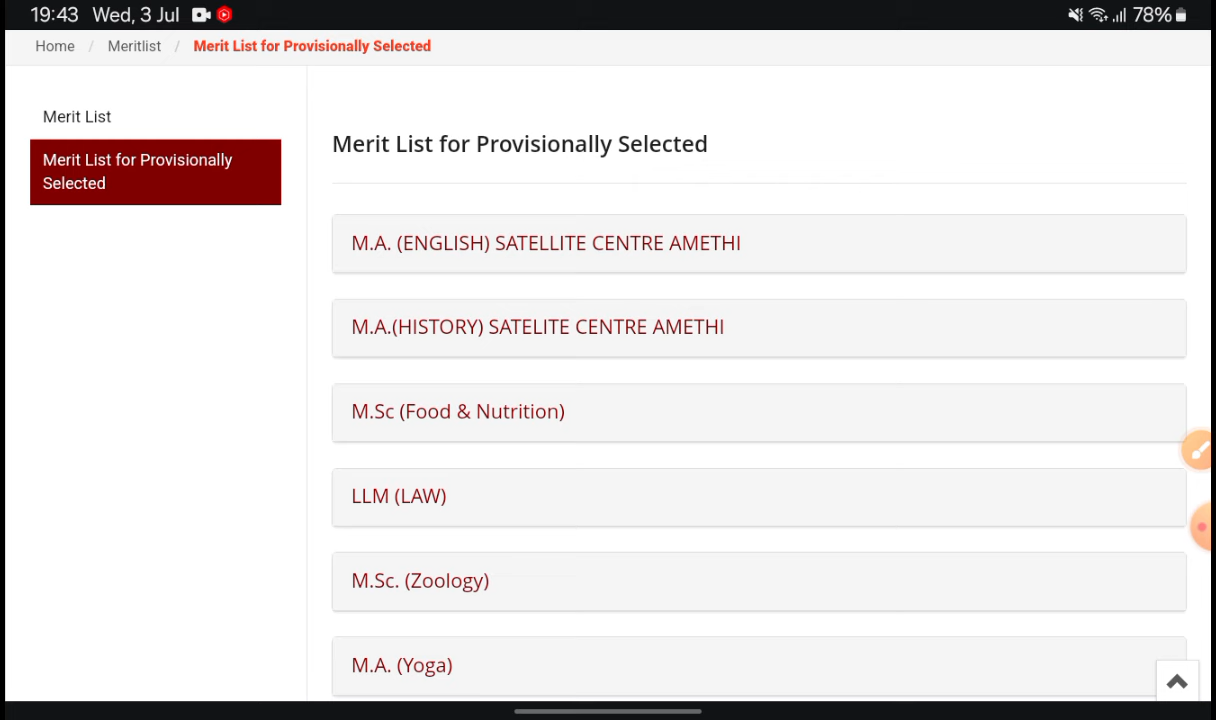 19:43 Wed, 3 Jul
78%
Home / Meritlist / Merit List for Provisionally Selected
Merit List
Merit List for Provisionally
Selected
Merit List for Provisionally Selected
M.A. (ENGLISH) SATELLITE CENTRE AMETHI
M.A.(HISTORY) SATELITE CENTRE AMETHI
M.Sc (Food & Nutrition)
LLM (LAW)
M.Sc. (Zoology)
M.A. (Yoga)